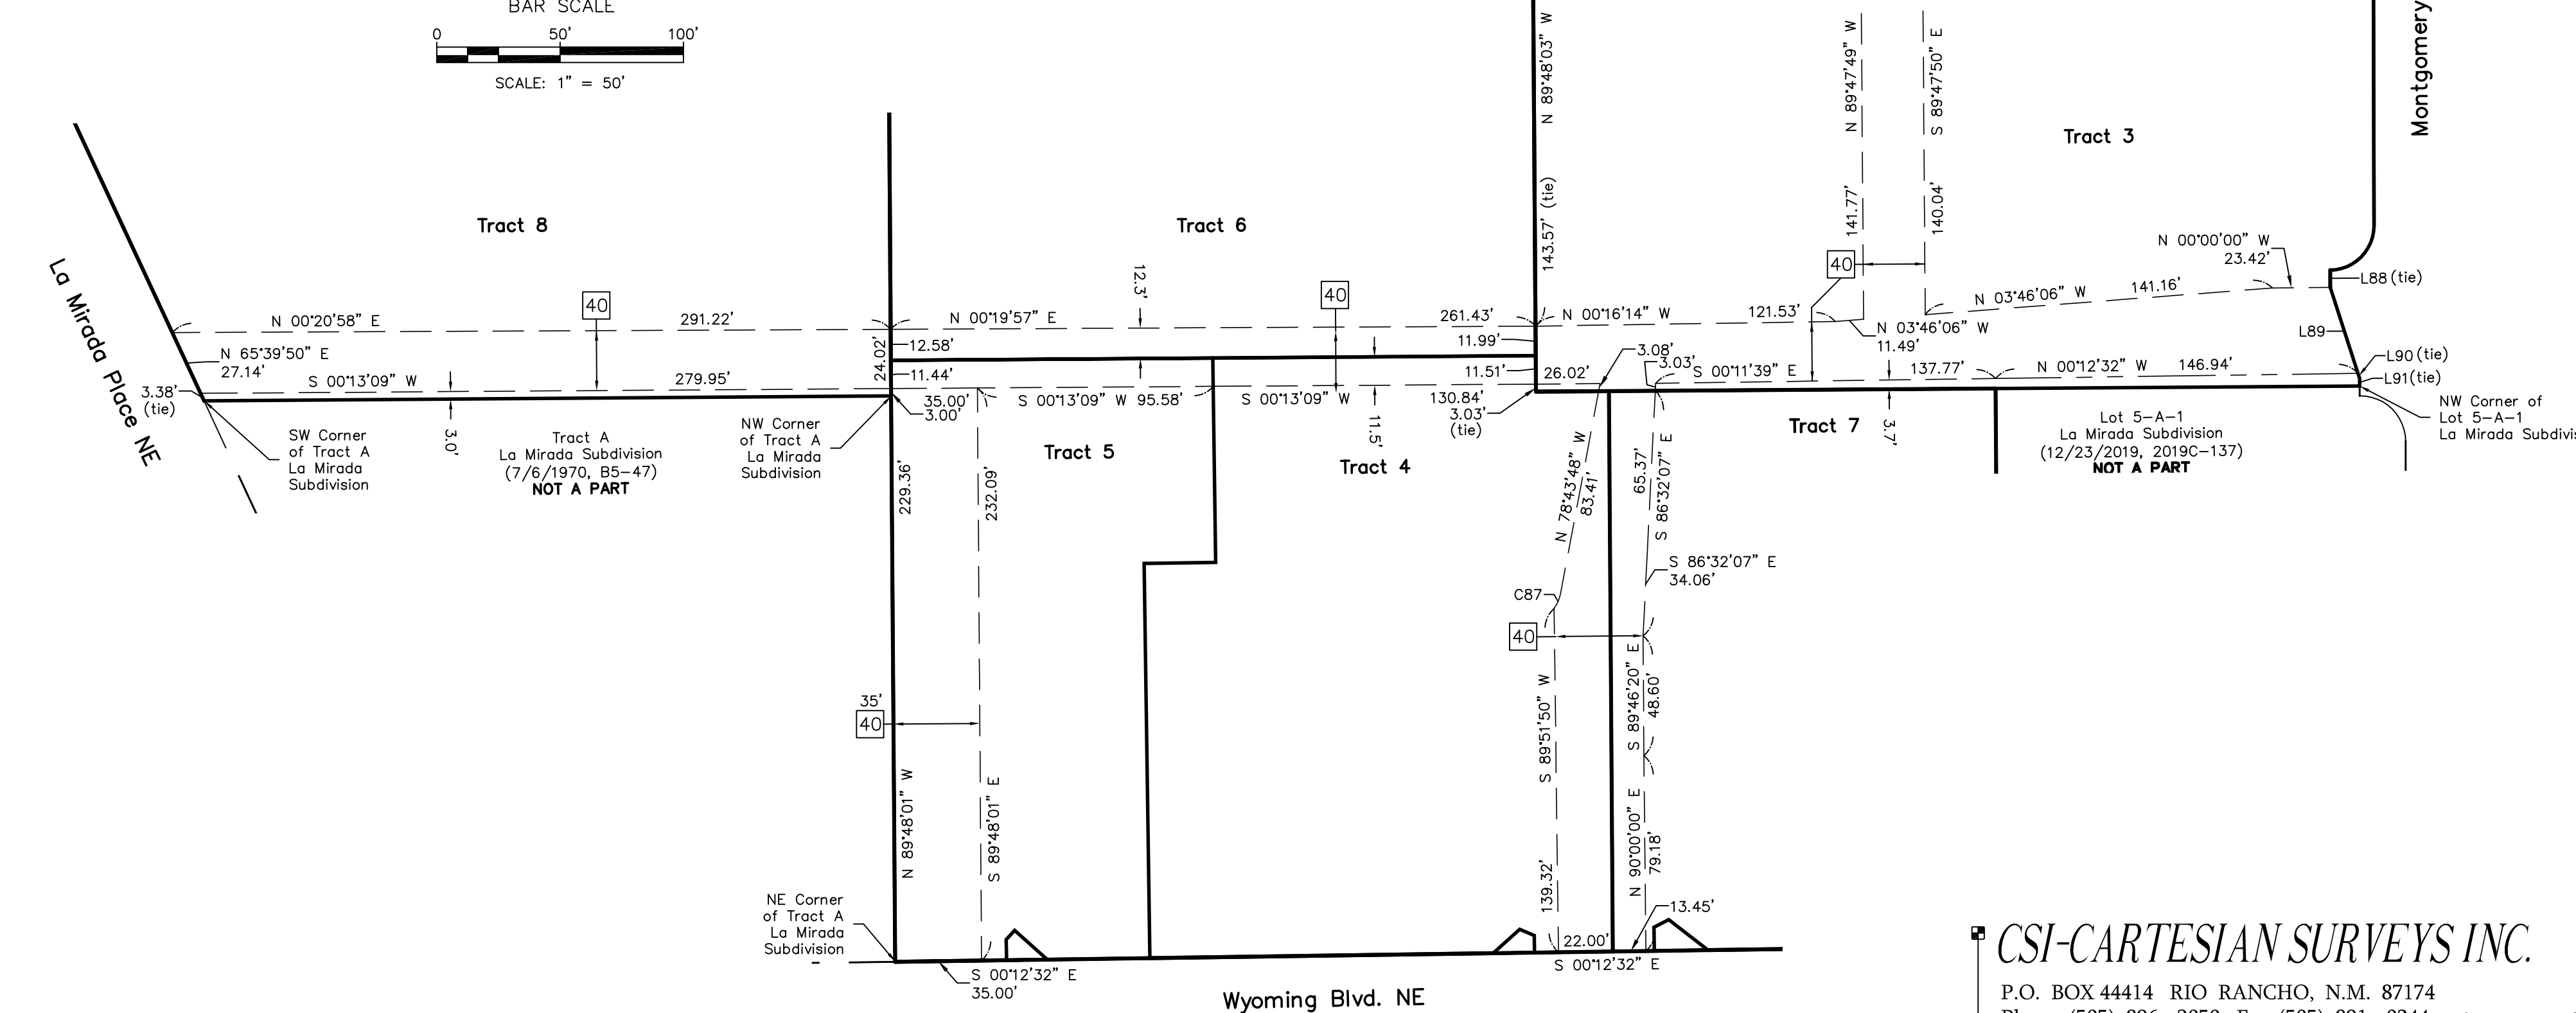 BAR SCALE
0 50' 100'
SCALE: 1" = 50'
N 89°48'03" W
143.57' (tie)
N 89°47'49" W
141.77'
S 89°47'50" E
140.04'
Montgomery
Tract 3
Tract 8
Tract 6
La Mirada Place NE
40
N 00°20'58" E
291.22'
N 65°39'50" E
27.14'
S 00°13'09" W
279.95'
3.38'
(tie)
3.0'
SW Corner
of Tract A
La Mirada
Subdivision
Tract A
La Mirada Subdivision
(7/6/1970, B5-47)
NOT A PART
NW Corner
of Tract A
La Mirada
Subdivision
24.02'
12.58'
11.44'
35.00'
3.00'
N 00°19'57" E
12.3'
40
261.43'
11.99'
11.51'
S 00°13'09" W 95.58'
S 00°13'09" W
130.84'
3.03'
(tie)
11.5'
Tract 5
Tract 4
229.36'
232.09'
35'
40
N 89°48'01" W
S 89°48'01" E
NE Corner
of Tract A
La Mirada
Subdivision
S 00°12'32" E
35.00'
N 00°16'14" W
121.53'
40
N 03°46'06" W
11.49'
N 03°46'06" W
141.16'
N 00°00'00" W
23.42'
L88 (tie)
L89
L90 (tie)
L91(tie)
3.08'
3.03'
26.02'
S 00°11'39" E
137.77'
N 00°12'32" W
146.94'
NW Corner of
Lot 5-A-1
La Mirada
Tract 7
3.7'
Lot 5-A-1
La Mirada Subdivision
(12/23/2019, 2019C-137)
NOT A PART
N 78°43'48" W
83.41'
65.37'
S 86°32'07" E
S 86°32'07" E
34.06'
C87
40
S 89°51'50" W
139.32'
S 89°46'20" E
48.60'
N 90°00'00" E
79.18'
13.45'
22.00'
S 00°12'32" E
Wyoming Blvd. NE
CSI-CARTESIAN SURVEYS INC.
P.O. BOX 44414 RIO RANCHO, N.M. 87174